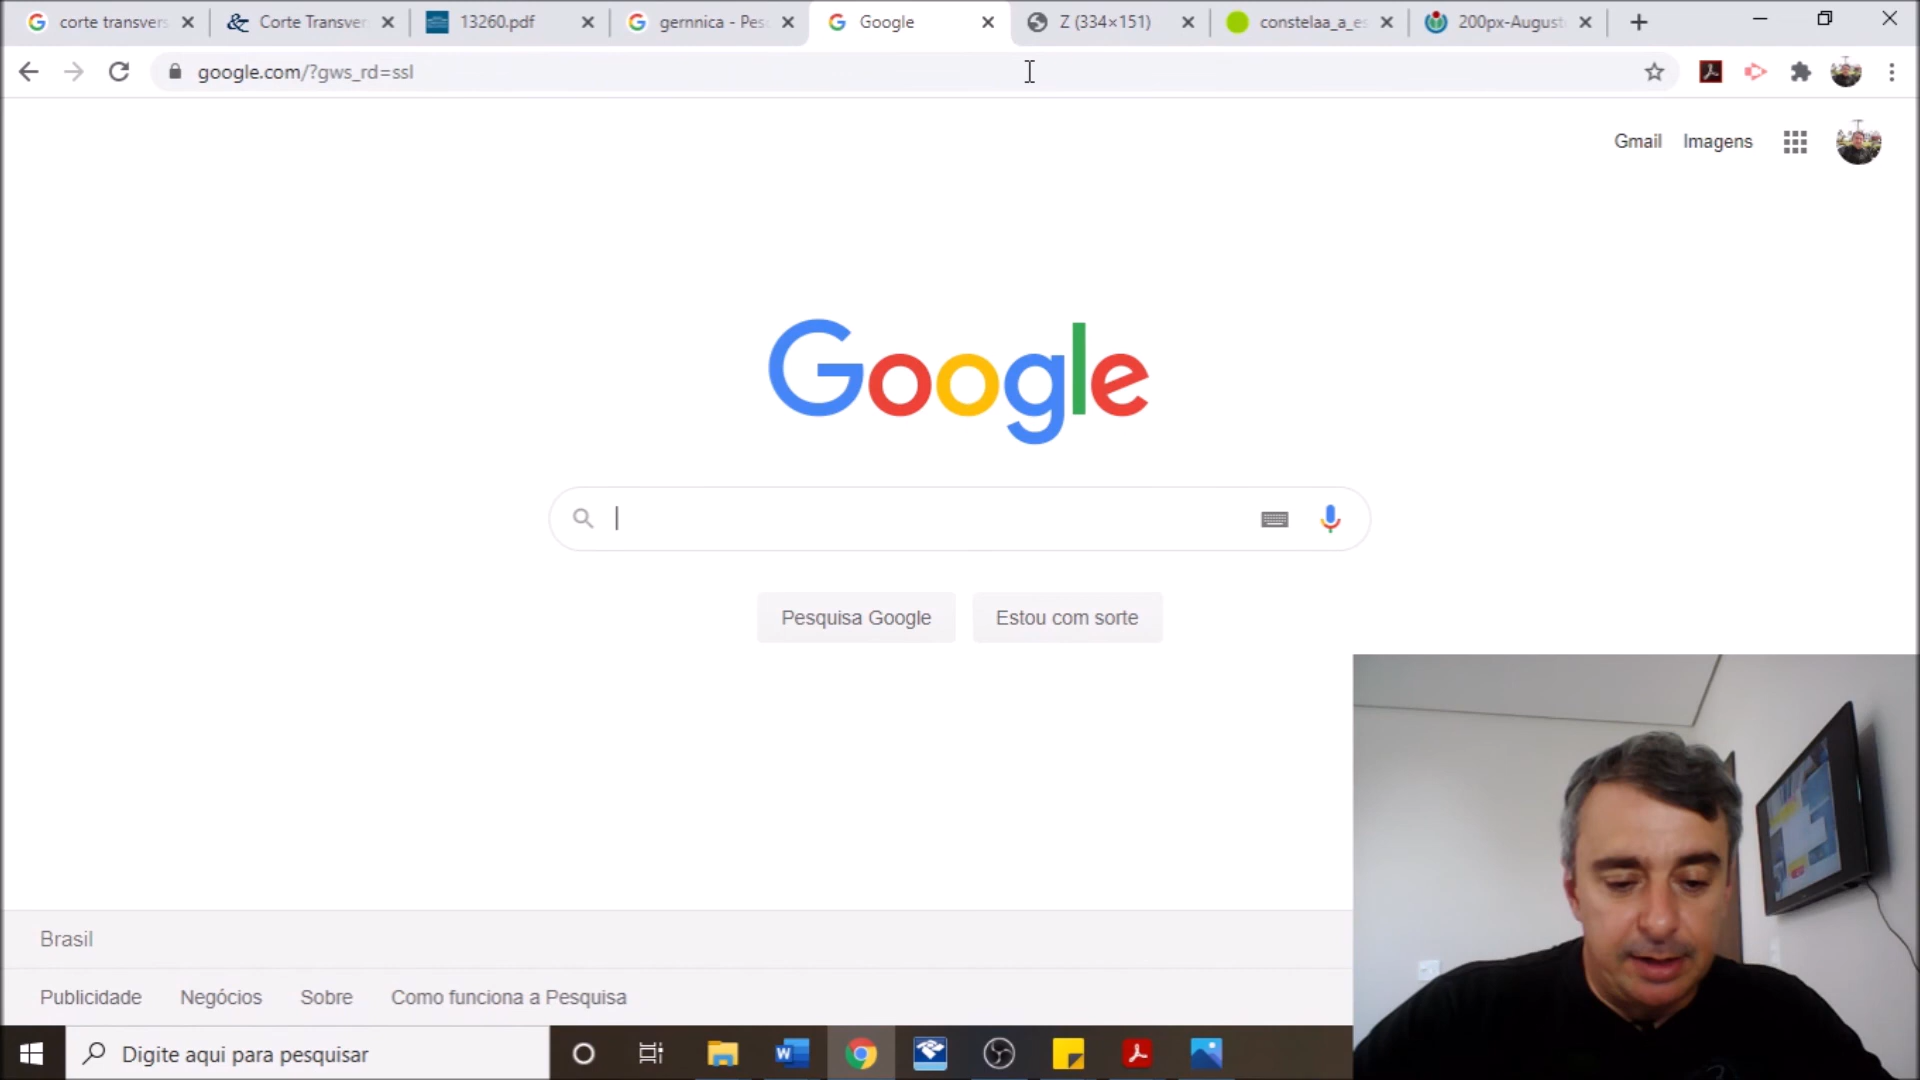 corte transvers
Corte Transver
13260.pdf
gernnica - Pes
Google
Z (334×151)
constelaa_a_es
200px-August
google.com/?gws_rd=ssl
Gmail
Imagens
Google
Pesquisa Google
Estou com sorte
Brasil
Publicidade
Negócios
Sobre
Como funciona a Pesquisa
Digite aqui para pesquisar